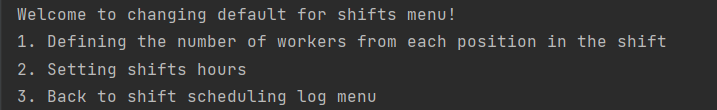 Welcome to changing default for shifts menu!
1. Defining the number of workers from each position in the shift
2. Setting shifts hours
3. Back to shift scheduling log menu